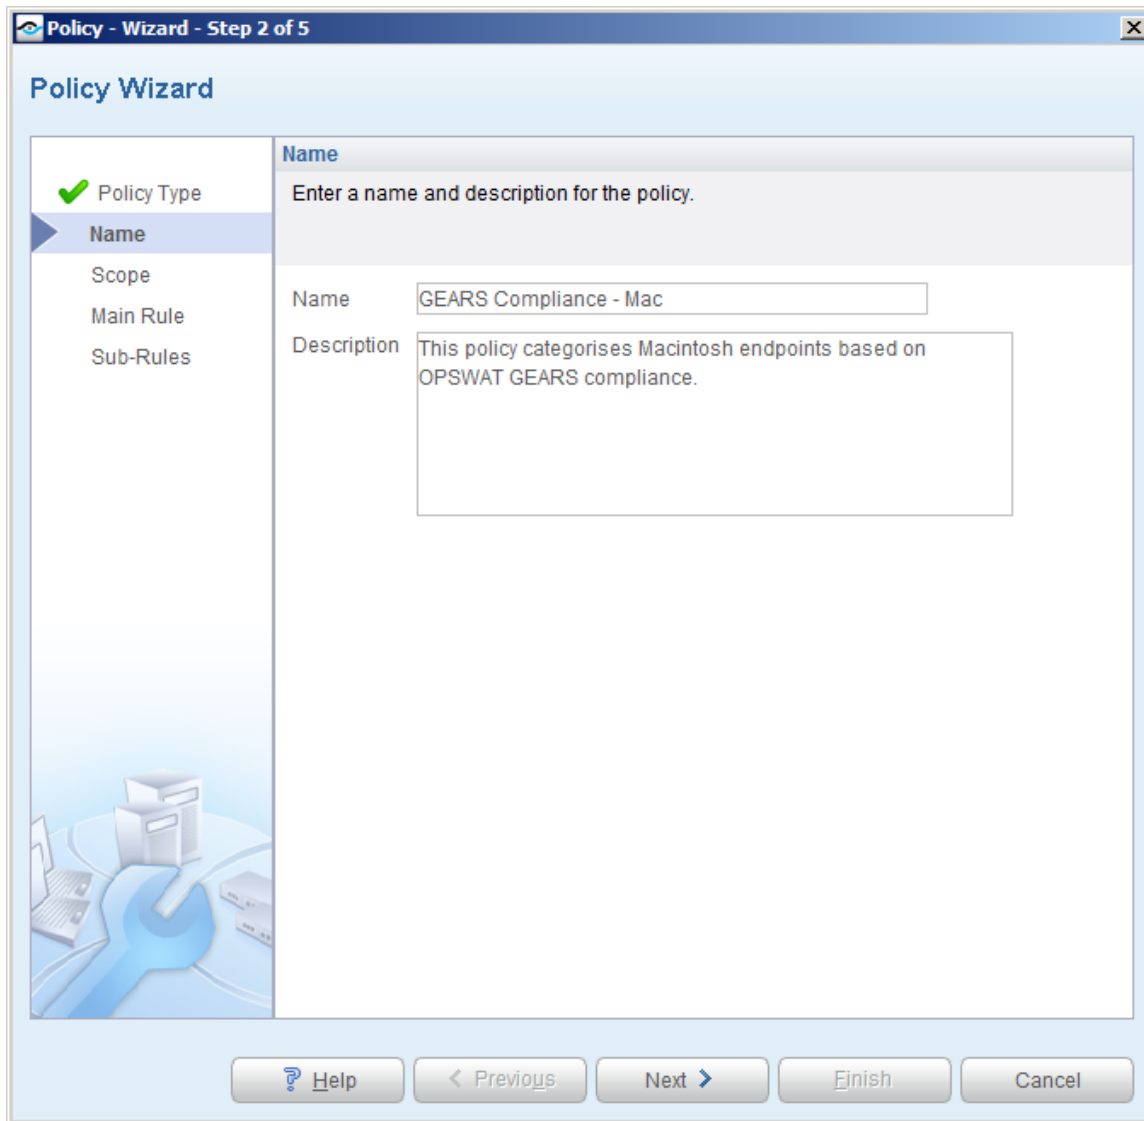 Policy - Wizard - Step 2 of 5
Policy Wizard
Policy Type
Name
Scope
Main Rule
Sub-Rules
Name
Enter a name and description for the policy.
Name
GEARS Compliance - Mac
Description
This policy categorises Macintosh endpoints based on
OPSWAT GEARS compliance.
Help
Previous
Next
Finish
Cancel